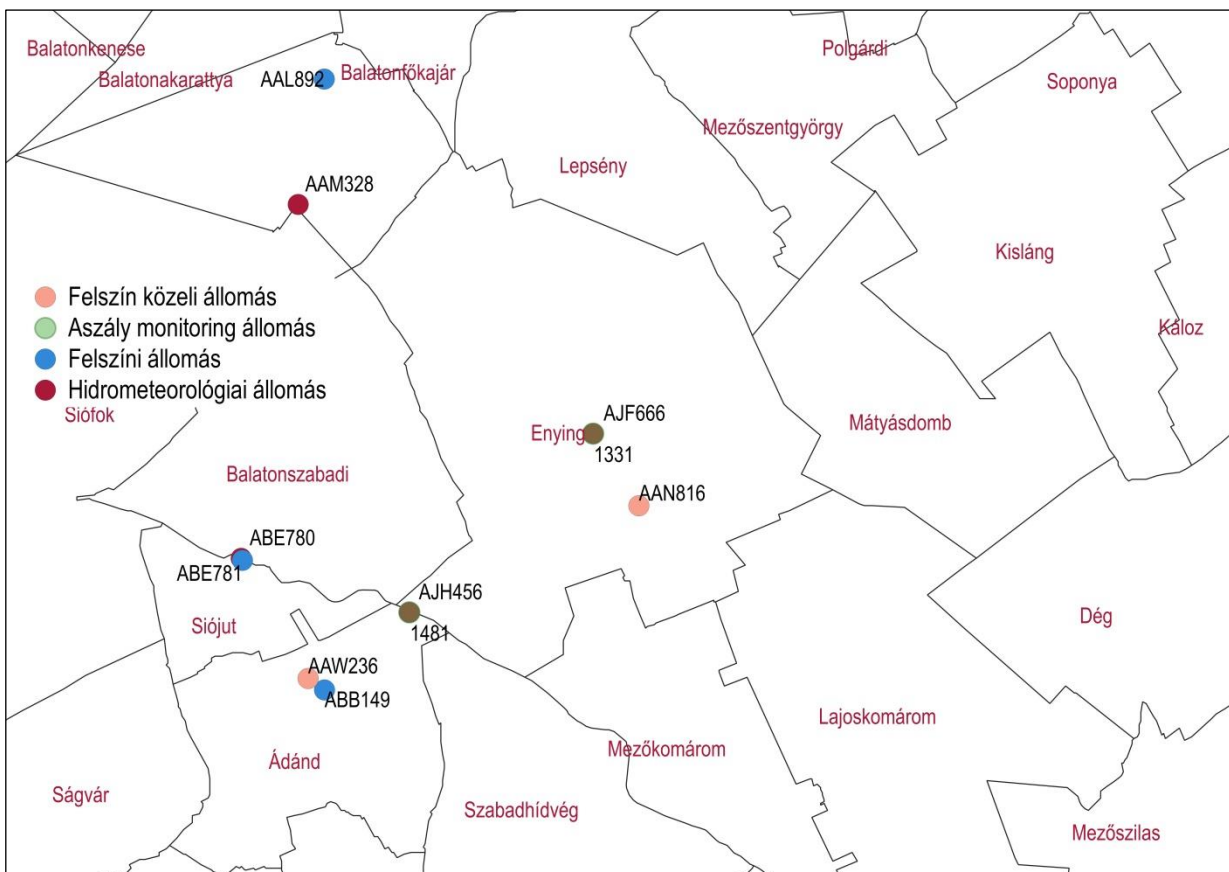 Balatonkenese
Balatonakarattya
AAL892
Balatonfőkajár
Polgárdi
Soponya
Mezőszentgyörgy
Lepsény
AAM328
Kisláng
Káloz
Felszín közeli állomás
Aszály monitoring állomás
Felszíni állomás
Hidrometeorológiai állomás
Siófok
AJF666
Enying
1331
Mátyásdomb
Balatonszabadi
AAN816
ABE780
ABE781
AJH456
1481
Siójut
Dég
AAW236
ABB149
Lajoskomárom
Mezőkomárom
Ádánd
Ságvár
Szabadhídvég
Mezőszilas